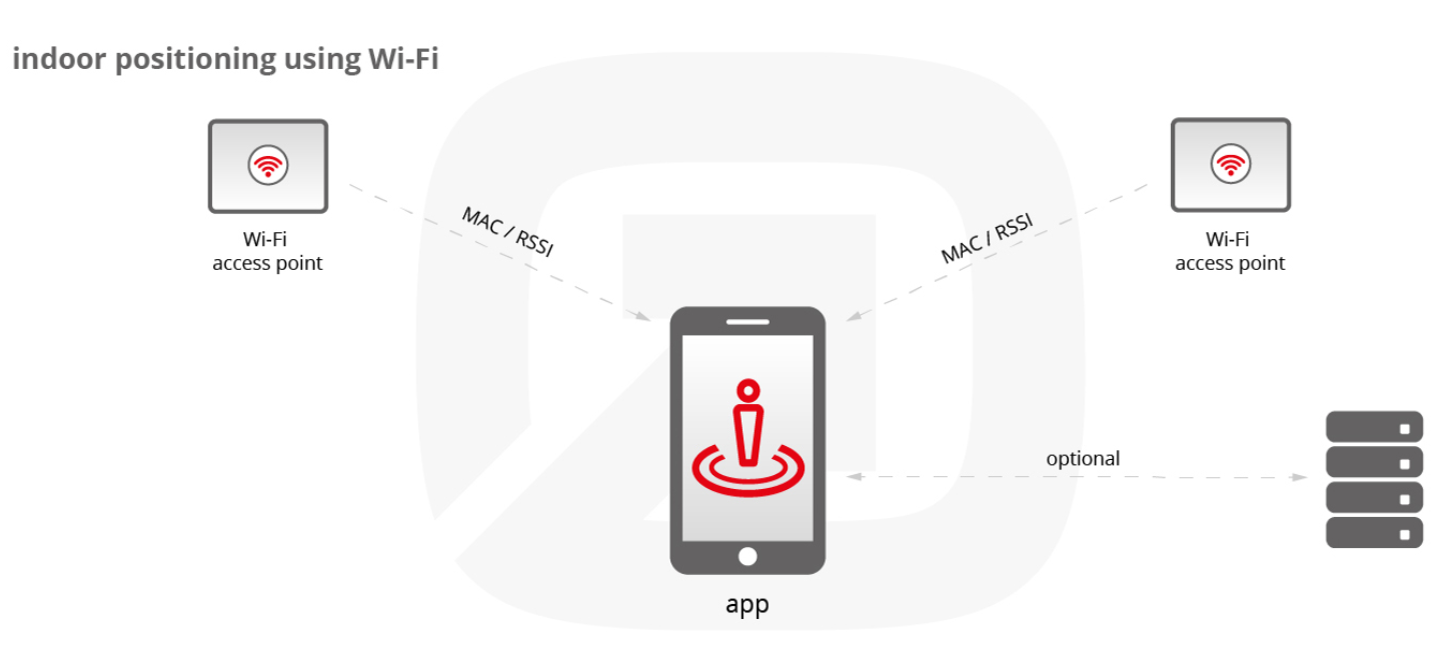 indoor positioning using Wi-Fi
Wi-Fi
access point
MAC / RSSI
MAC / RSSI
Wi-Fi
access point
optional
app